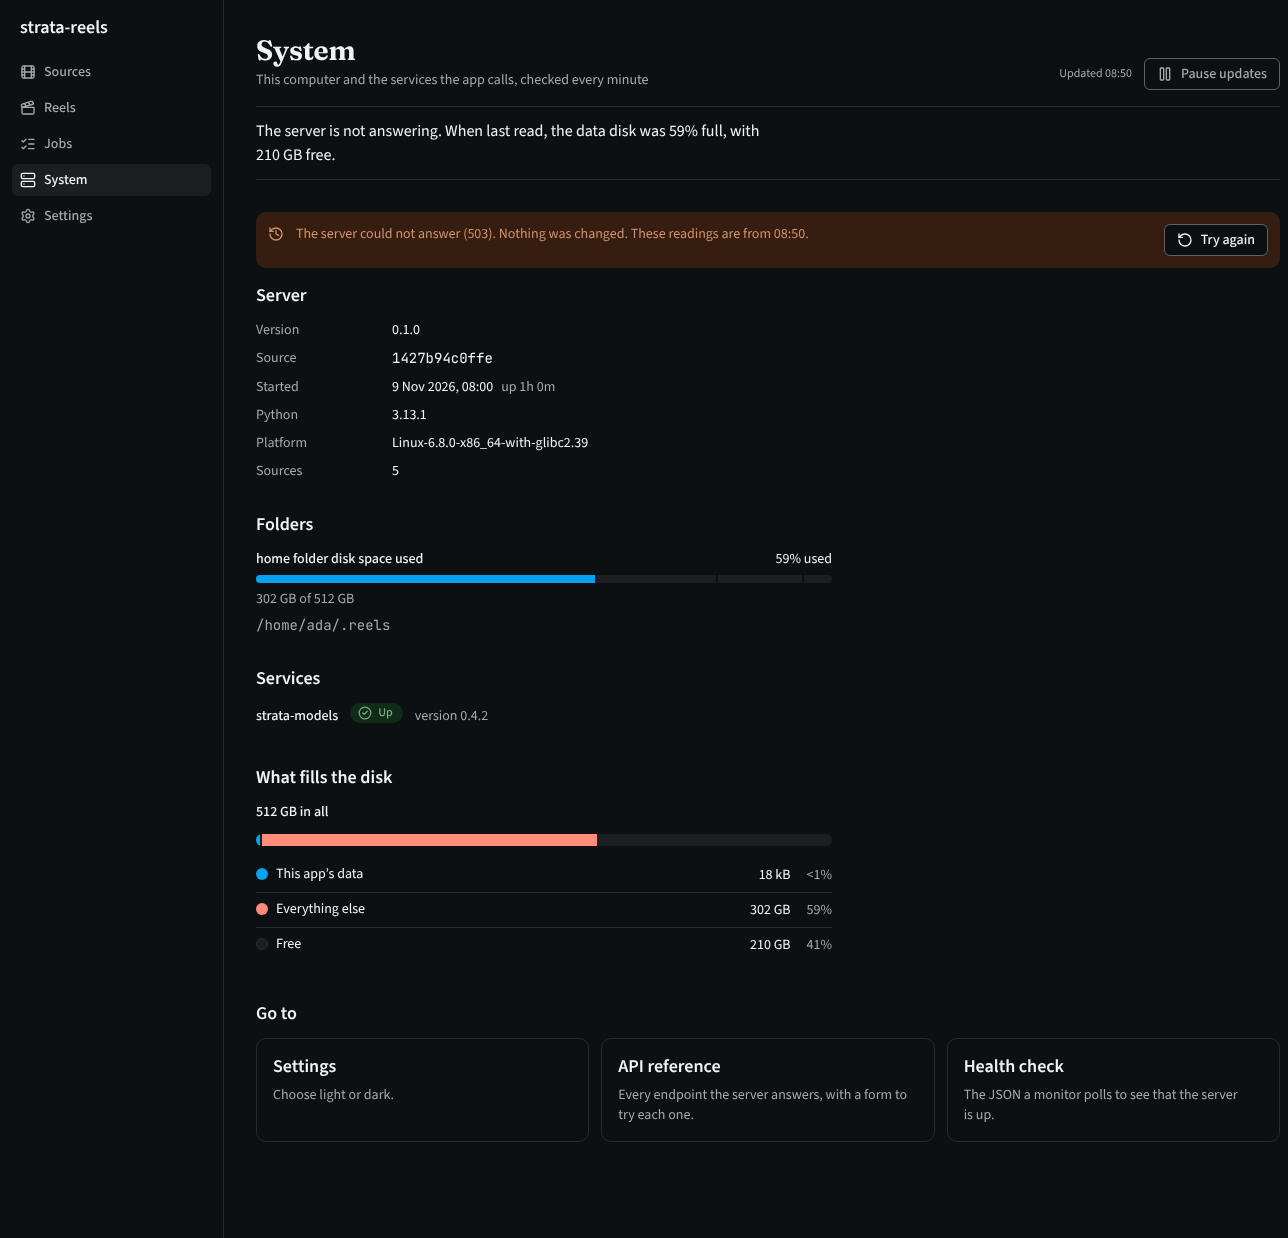 strata-reels
Sources
Reels
Jobs
System
Settings
System
This computer and the services the app calls, checked every minute
Updated 08:50
Pause updates
The server is not answering. When last read, the data disk was 59% full, with
210 GB free.
The server could not answer (503). Nothing was changed. These readings are from 08:50.
Try again
Server
Version 0.1.0
Source 1427b94c0ffe
Started 9 Nov 2026, 08:00 up 1h 0m
Python 3.13.1
Platform Linux-6.8.0-x86_64-with-glibc2.39
Sources 5
Folders
home folder disk space used 59% used
302 GB of 512 GB
/home/ada/.reels
Services
strata-models Up version 0.4.2
What fills the disk
512 GB in all
This app’s data 18 kB <1%
Everything else 302 GB 59%
Free 210 GB 41%
Go to
Settings
Choose light or dark.
API reference
Every endpoint the server answers, with a form to
try each one.
Health check
The JSON a monitor polls to see that the server
is up.